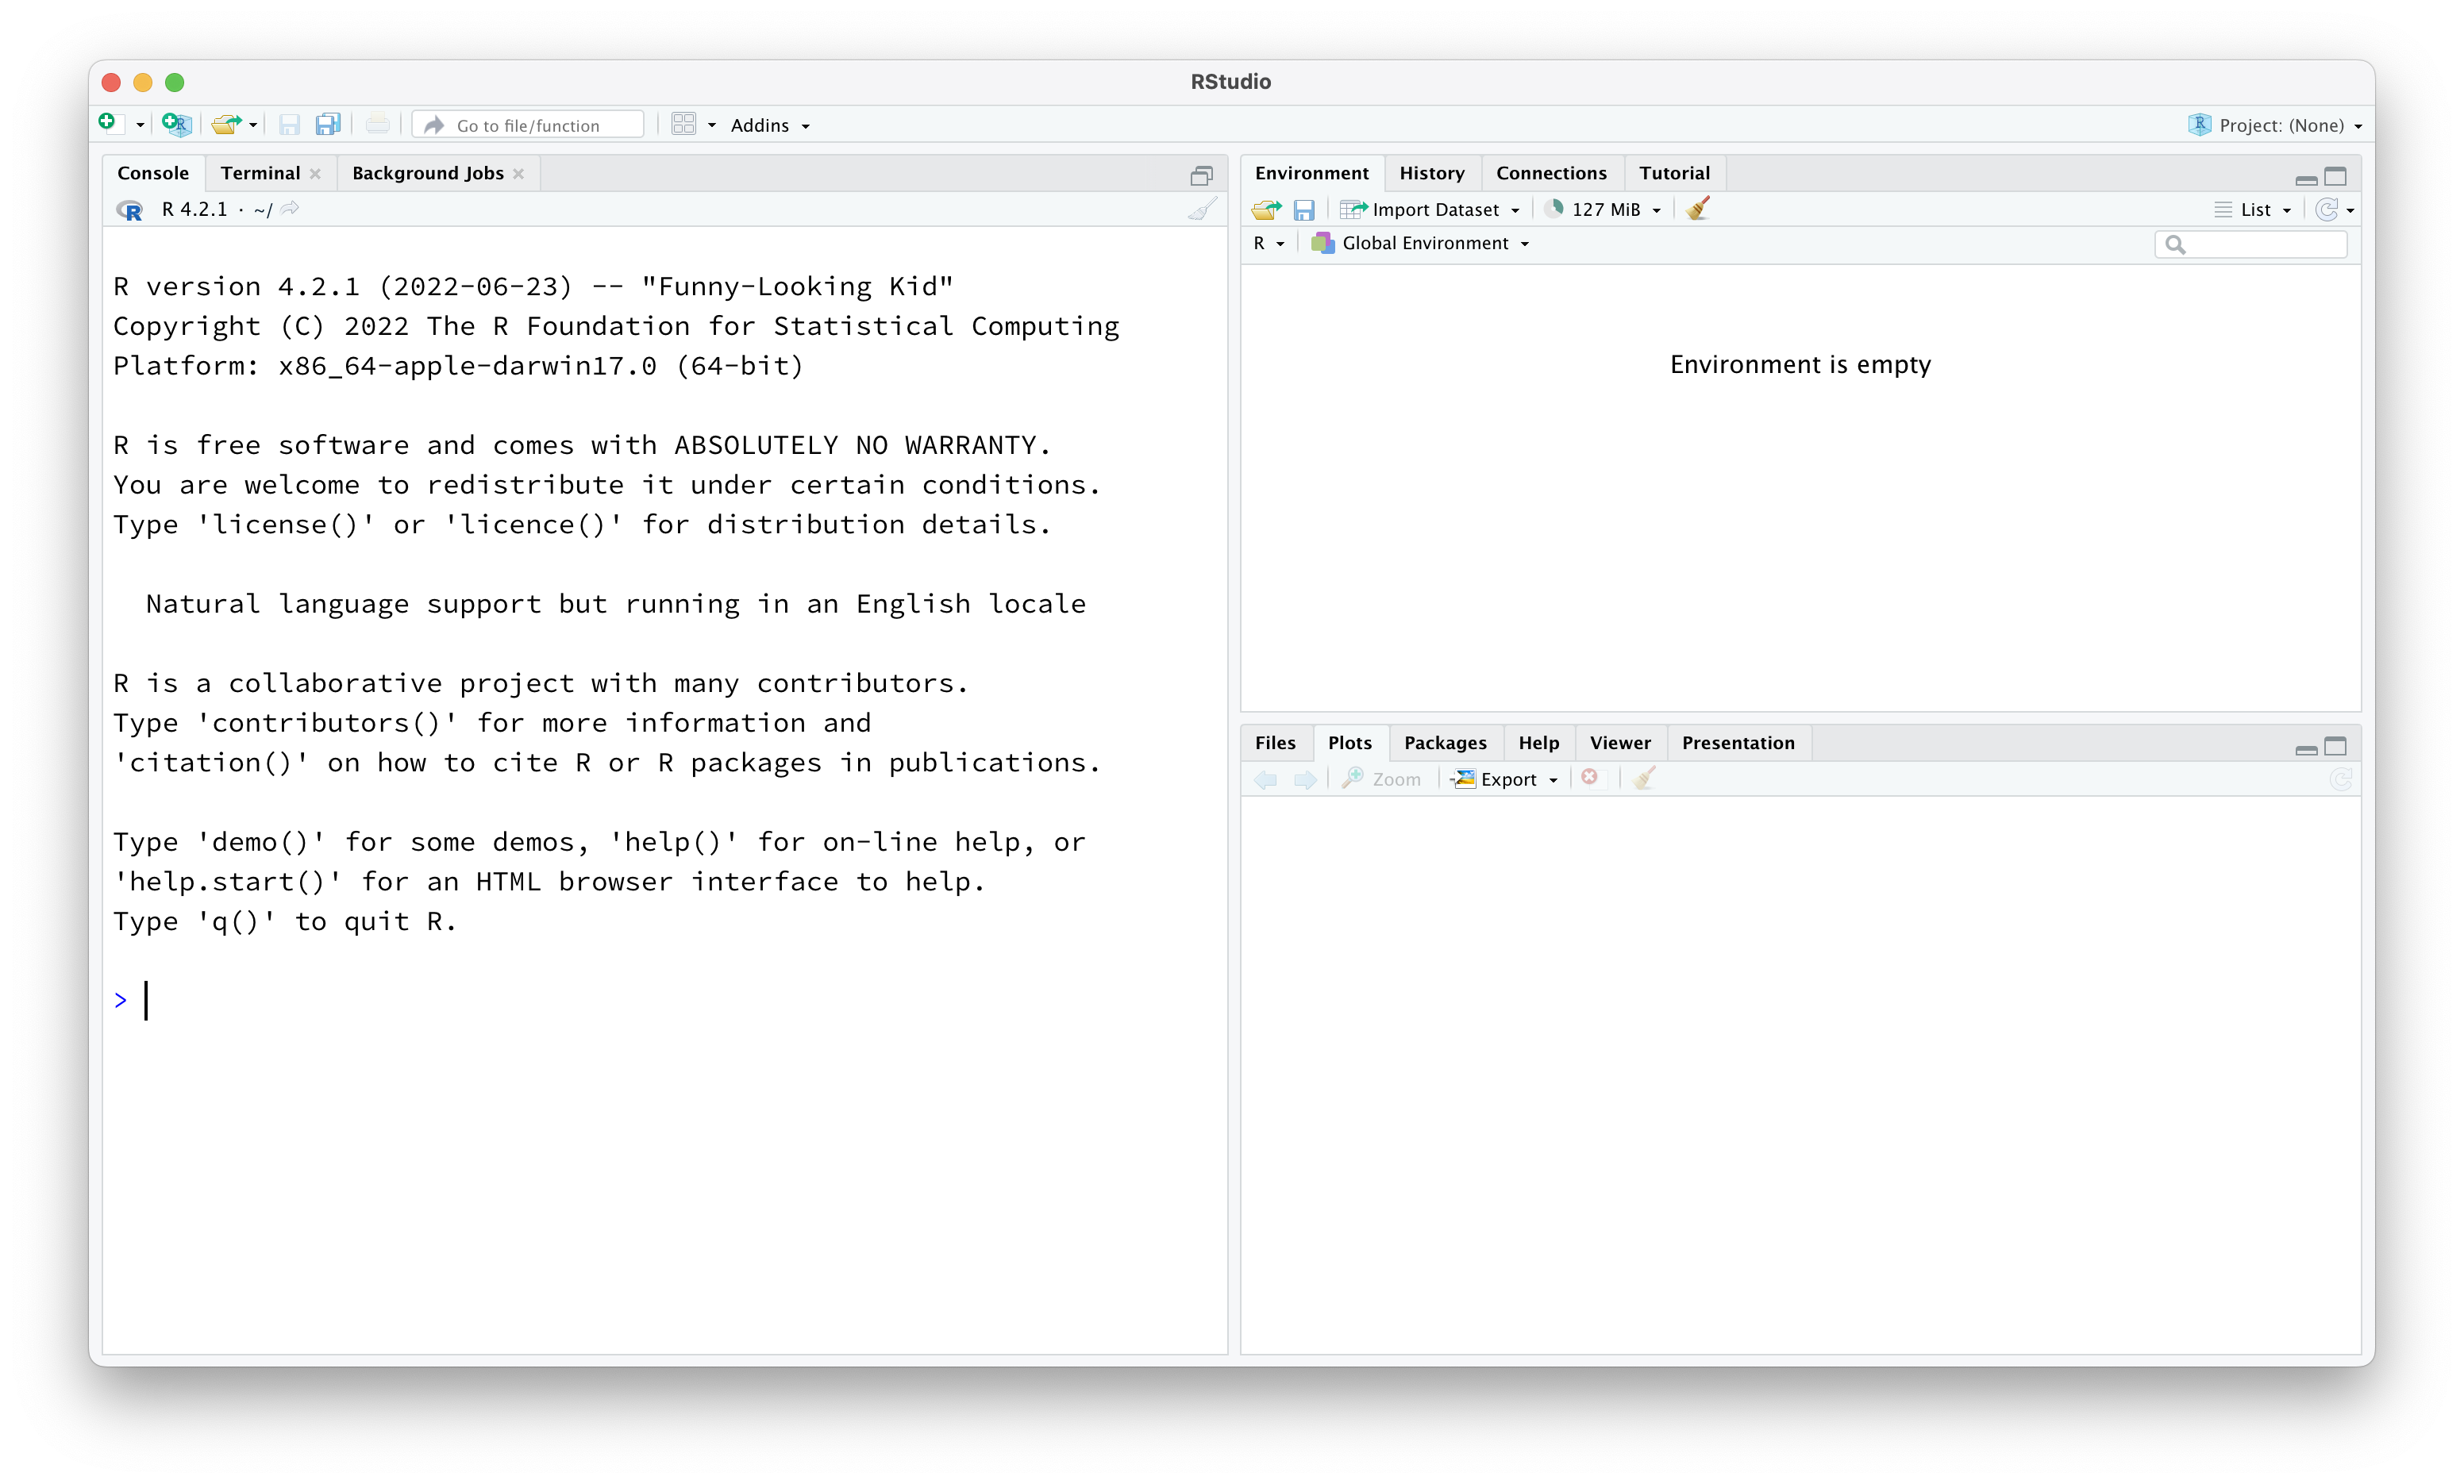 RStudio
Go to file/function
Addins
Project: (None)
Console Terminal Background Jobs
R 4.2.1 · ~/
R version 4.2.1 (2022-06-23) -- "Funny-Looking Kid"
Copyright (C) 2022 The R Foundation for Statistical Computing
Platform: x86_64-apple-darwin17.0 (64-bit)
R is free software and comes with ABSOLUTELY NO WARRANTY.
You are welcome to redistribute it under certain conditions.
Type 'license()' or 'licence()' for distribution details.
Natural language support but running in an English locale
R is a collaborative project with many contributors.
Type 'contributors()' for more information and
'citation()' on how to cite R or R packages in publications.
Type 'demo()' for some demos, 'help()' for on-line help, or
'help.start()' for an HTML browser interface to help.
Type 'q()' to quit R.
>
Environment History Connections Tutorial
Import Dataset 127 MiB List
R Global Environment
Environment is empty
Files Plots Packages Help Viewer Presentation
Zoom Export